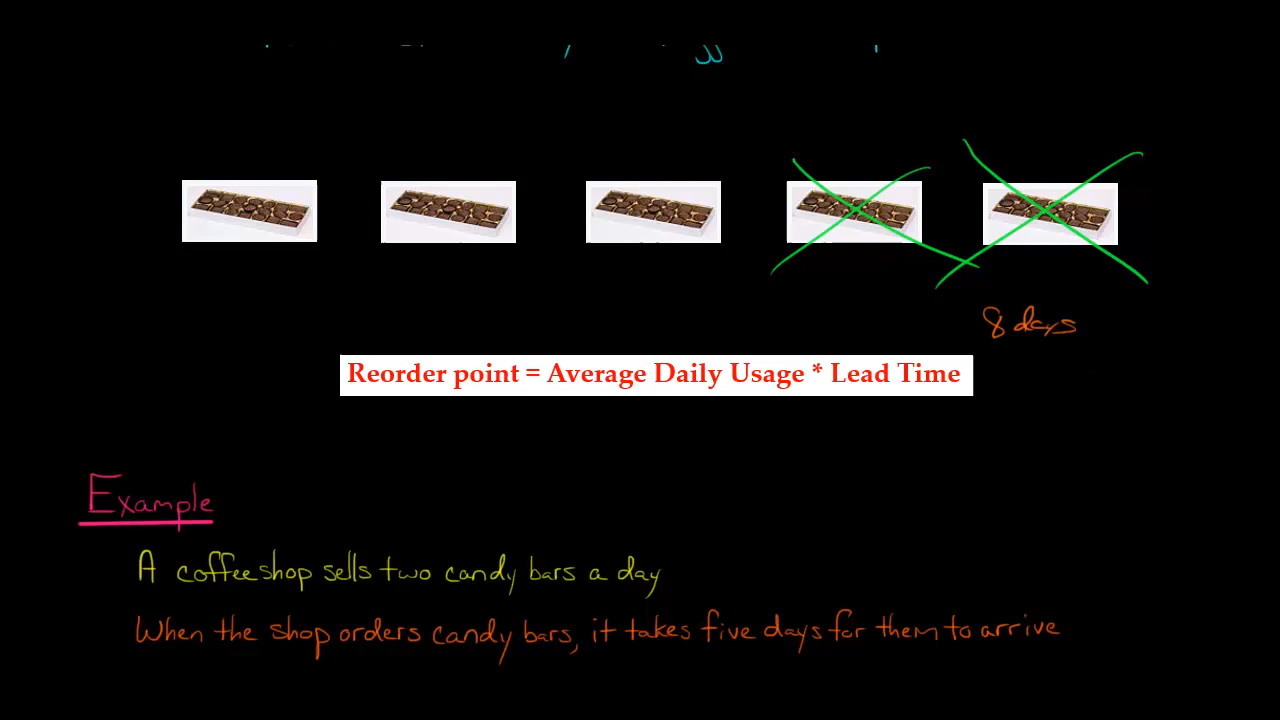 8 days
Reorder point = Average Daily Usage * Lead Time
Example
A coffeeshop sells two candy bars a day
When the shop orders candy bars, it takes five days for them to arrive